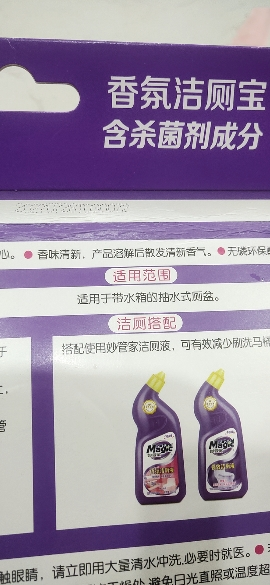 香氛洁厕宝
含杀菌剂成分
心。 ● 香味清新，产品溶解后散发清新香气。 ● 无磷环保
适用范围
适用于带水箱的抽水式厕盆。
洁厕搭配
搭配使用妙管家洁厕液，可有效减少刷洗马桶
于
上，
管
Magic
Magic
触眼睛，请立即用大量清水冲洗,必要时就医。
避免日光直照或温度超